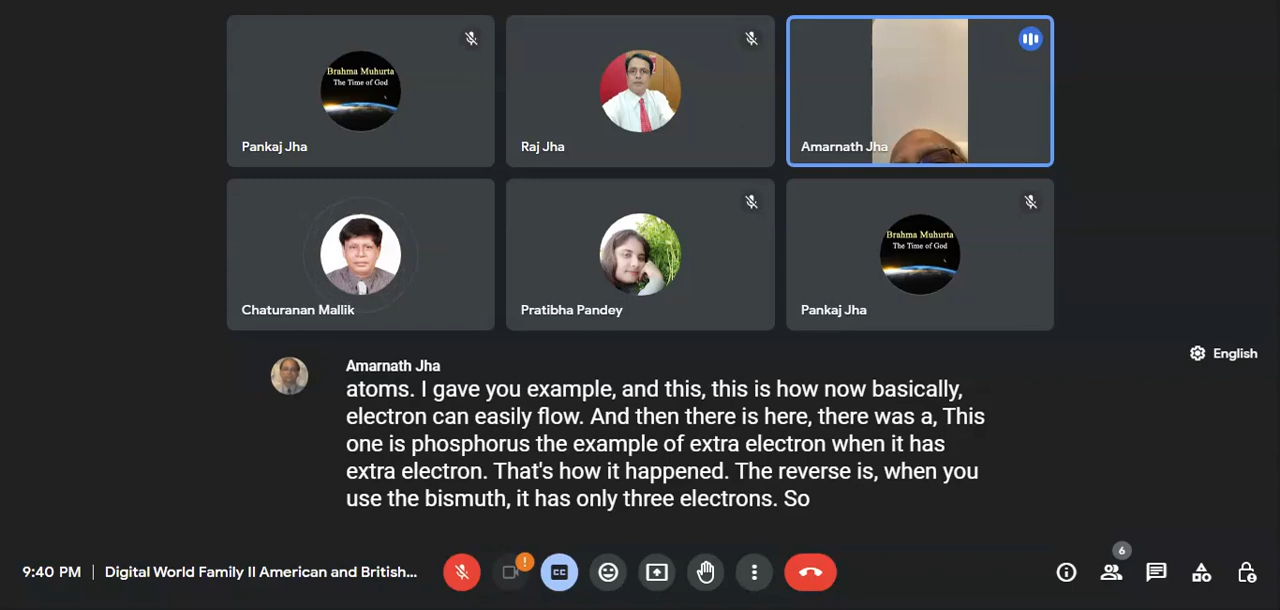 Brahma Muhurta
The Time of God
Pankaj Jha
Raj Jha
Amarnath Jha
Chaturanan Mallik
Pratibha Pandey
Brahma Muhurta
The Time of God
Pankaj Jha
English
Amarnath Jha
atoms. I gave you example, and this, this is how now basically,
electron can easily flow. And then there is here, there was a, This
one is phosphorus the example of extra electron when it has
extra electron. That's how it happened. The reverse is, when you
use the bismuth, it has only three electrons. So
9:40 PM | Digital World Family II American and British...
!
CC
6